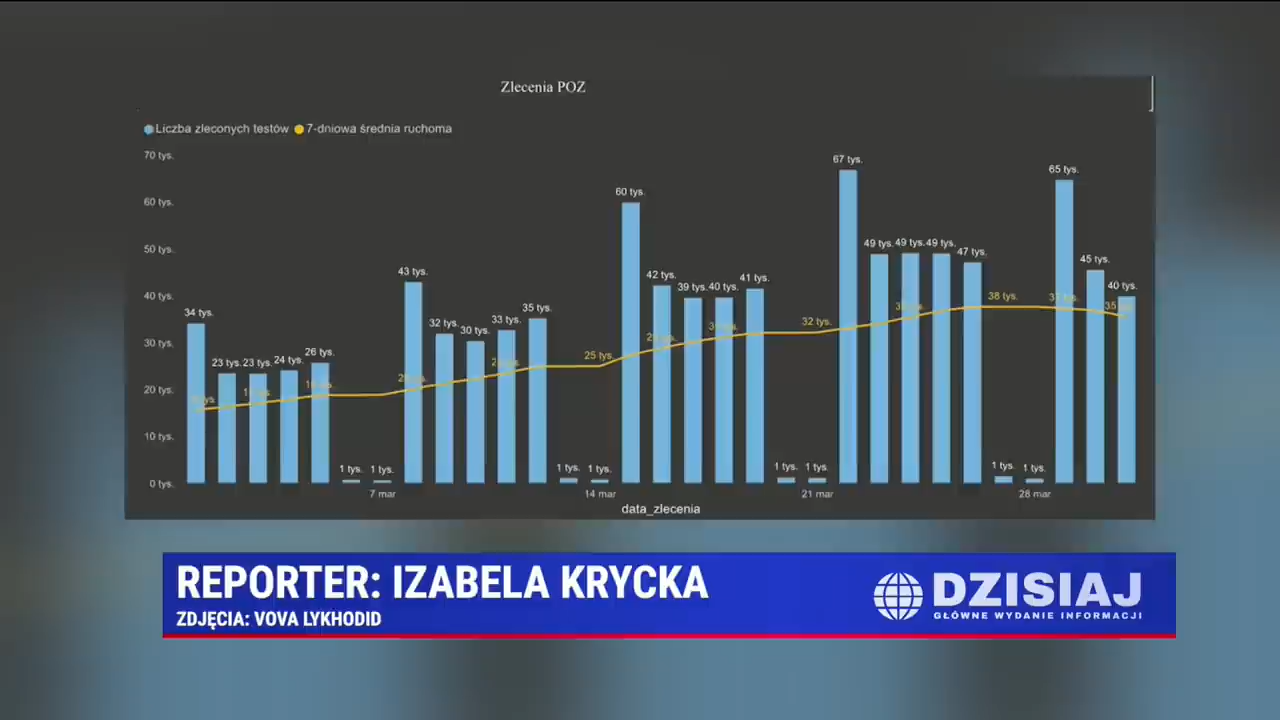 Zlecenia POZ
Liczba zleconych testów 7-dniowa średnia ruchoma
70 tys.
60 tys.
50 tys.
40 tys.
30 tys.
20 tys.
10 tys.
0 tys.
34 tys.
23 tys.
23 tys.
24 tys.
26 tys.
1 tys.
1 tys.
43 tys.
32 tys.
30 tys.
33 tys.
35 tys.
1 tys.
1 tys.
60 tys.
42 tys.
39 tys.
40 tys.
41 tys.
1 tys.
1 tys.
67 tys.
49 tys.
49 tys.
49 tys.
47 tys.
1 tys.
1 tys.
65 tys.
45 tys.
40 tys.
25 tys.
32 tys.
38 tys.
7 mar
14 mar
21 mar
28 mar
data_zlecenia
REPORTER: IZABELA KRYCKA
ZDJĘCIA: VOVA LYKHODID
DZISIAJ
GŁÓWNE WYDANIE INFORMACJI